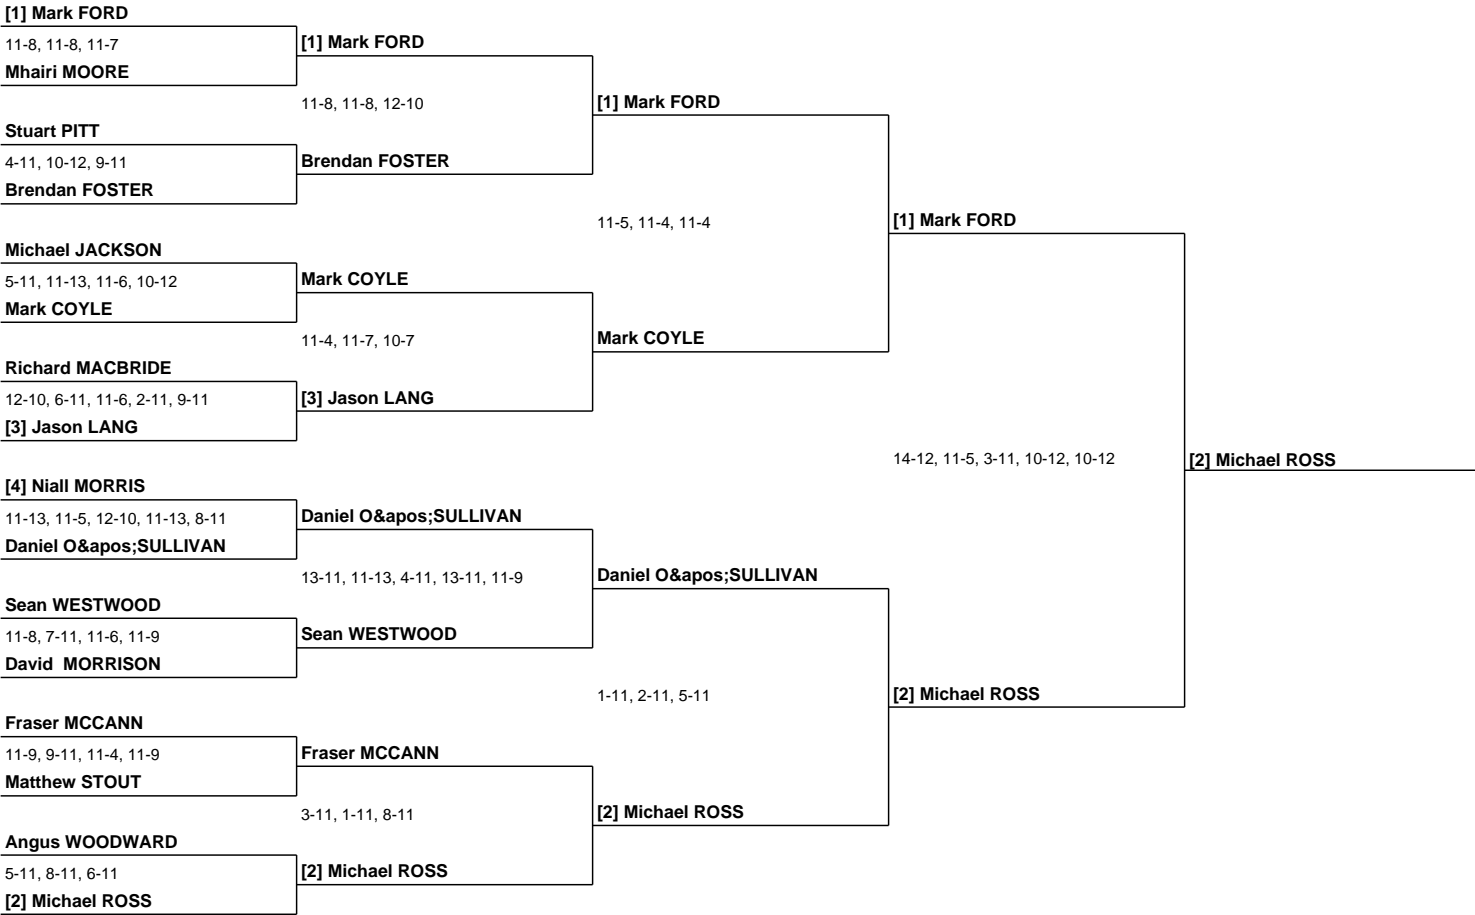 [1] Mark FORD
11-8, 11-8, 11-7
Mhairi MOORE
Stuart PITT
4-11, 10-12, 9-11
Brendan FOSTER
Michael JACKSON
5-11, 11-13, 11-6, 10-12
Mark COYLE
Richard MACBRIDE
12-10, 6-11, 11-6, 2-11, 9-11
[3] Jason LANG
[4] Niall MORRIS
11-13, 11-5, 12-10, 11-13, 8-11
Daniel O&apos;SULLIVAN
Sean WESTWOOD
11-8, 7-11, 11-6, 11-9
David  MORRISON
Fraser MCCANN
11-9, 9-11, 11-4, 11-9
Matthew STOUT
Angus WOODWARD
5-11, 8-11, 6-11
[2] Michael ROSS
[1] Mark FORD
11-8, 11-8, 12-10
Brendan FOSTER
Mark COYLE
11-4, 11-7, 10-7
[3] Jason LANG
Daniel O&apos;SULLIVAN
13-11, 11-13, 4-11, 13-11, 11-9
Sean WESTWOOD
Fraser MCCANN
3-11, 1-11, 8-11
[2] Michael ROSS
[1] Mark FORD
11-5, 11-4, 11-4
Mark COYLE
Daniel O&apos;SULLIVAN
1-11, 2-11, 5-11
[2] Michael ROSS
[1] Mark FORD
14-12, 11-5, 3-11, 10-12, 10-12
[2] Michael ROSS
[2] Michael ROSS